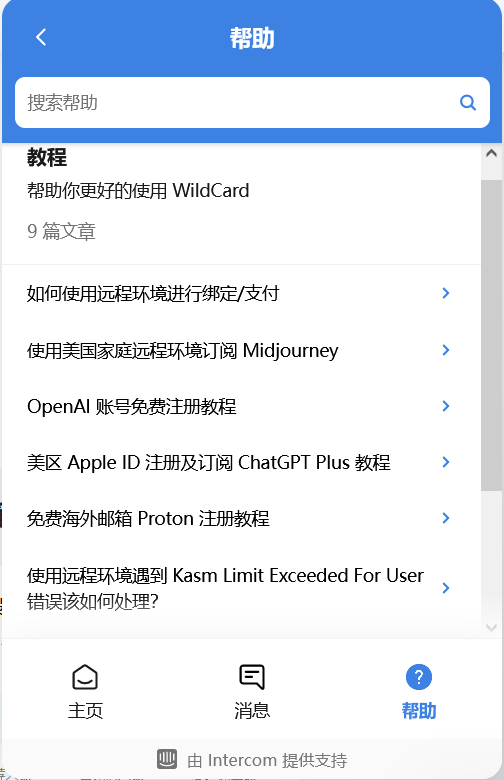 帮助
搜索帮助
教程
帮助你更好的使用 WildCard
9 篇文章
如何使用远程环境进行绑定/支付
使用美国家庭远程环境订阅 Midjourney
OpenAI 账号免费注册教程
美区 Apple ID 注册及订阅 ChatGPT Plus 教程
免费海外邮箱 Proton 注册教程
使用远程环境遇到 Kasm Limit Exceeded For User
错误该如何处理？
主页 消息 帮助
由 Intercom 提供支持